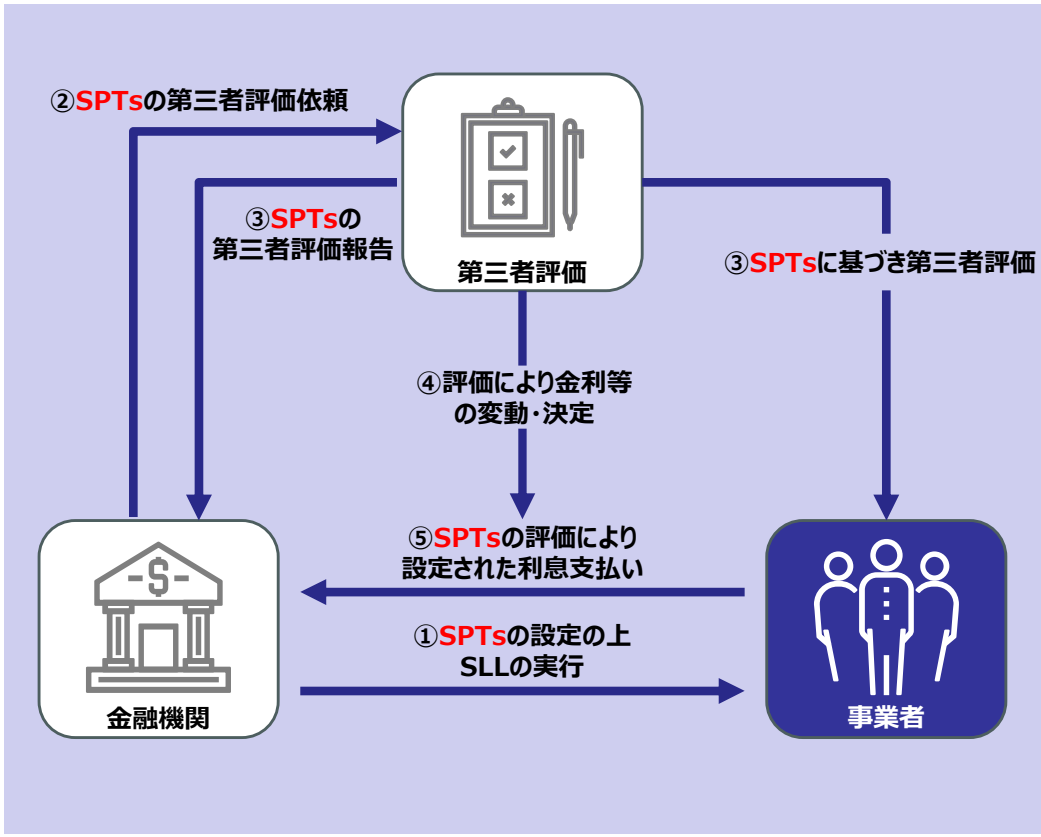 ②SPTsの第三者評価依頼
③SPTsの
第三者評価報告
第三者評価
③SPTsに基づき第三者評価
④評価により金利等
の変動・決定
⑤SPTsの評価により
設定された利息支払い
①SPTsの設定の上
SLLの実行
-$-
金融機関
事業者